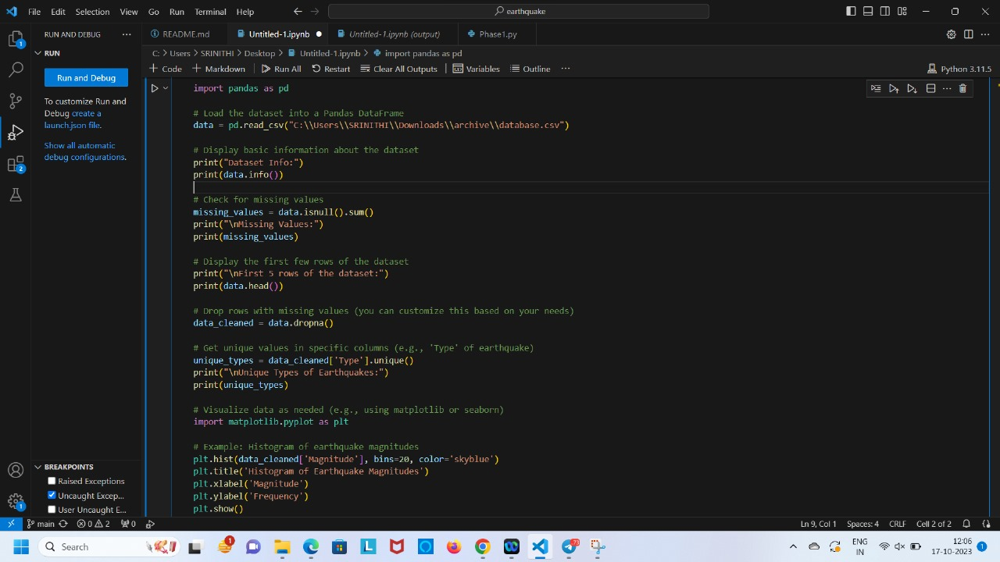 File Edit Selection View Go Run Terminal Help
earthquake
RUN AND DEBUG
README.md
Untitled-1.ipynb
Untitled-1.ipynb (output)
Phase1.py
RUN
C: > Users > SRINITHI > Desktop > Untitled-1.ipynb > import pandas as pd
+ Code + Markdown Run All Restart Clear All Outputs Variables Outline ... Python 3.11.5
Run and Debug
To customize Run and
Debug create a
launch.json file.
Show all automatic
debug configurations.
import pandas as pd
# Load the dataset into a Pandas DataFrame
data = pd.read_csv("C:\\Users\\SRINITHI\\Downloads\\archive\\database.csv")
# Display basic information about the dataset
print("Dataset Info:")
print(data.info())
# Check for missing values
missing_values = data.isnull().sum()
print("\nMissing Values:")
print(missing_values)
# Display the first few rows of the dataset
print("\nFirst 5 rows of the dataset:")
print(data.head())
# Drop rows with missing values (you can customize this based on your needs)
data_cleaned = data.dropna()
# Get unique values in specific columns (e.g., 'Type' of earthquake)
unique_types = data_cleaned['Type'].unique()
print("\nUnique Types of Earthquakes:")
print(unique_types)
# Visualize data as needed (e.g., using matplotlib or seaborn)
import matplotlib.pyplot as plt
# Example: Histogram of earthquake magnitudes
plt.hist(data_cleaned['Magnitude'], bins=20, color='skyblue')
plt.title('Histogram of Earthquake Magnitudes')
plt.xlabel('Magnitude')
plt.ylabel('Frequency')
plt.show()
1
2
BREAKPOINTS
Raised Exceptions
Uncaught Excep...
User Uncaught E...
1
main 0 2 0
Ln 9, Col 1 Spaces: 4 CRLF Cell 2 of 2
Search
1
L
73
ENG
IN
12:06
17-10-2023
1